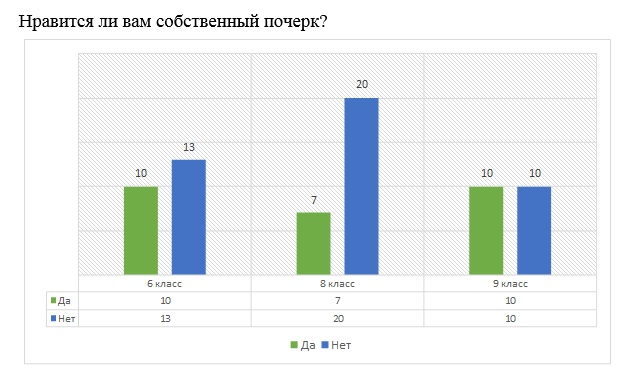 Нравится ли вам собственный почерк?
10 13 7 20 10 10
6 класс 8 класс 9 класс
Да 10 7 10
Нет 13 20 10
Да Нет